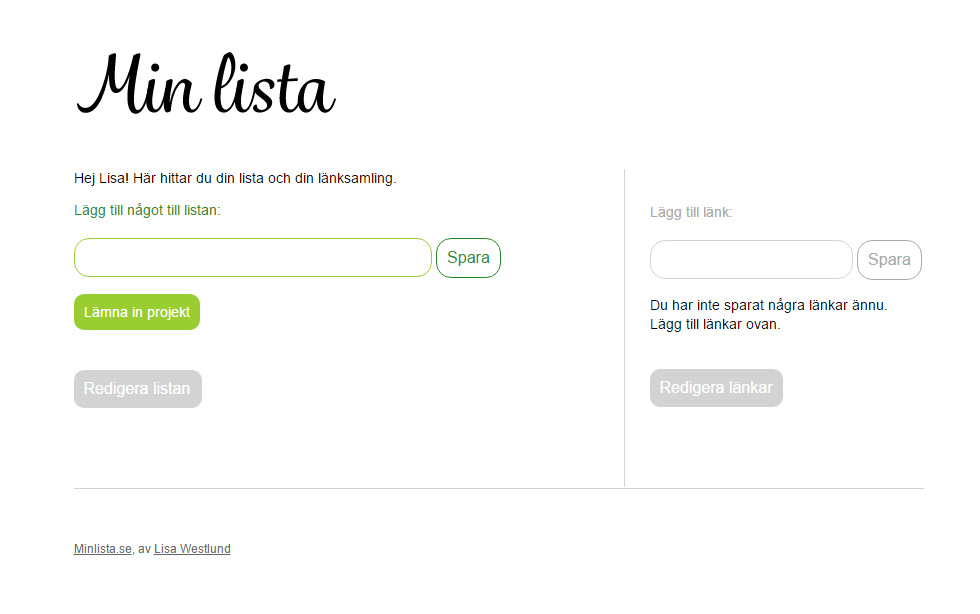 Min lista
Hej Lisa! Här hittar du din lista och din länksamling.
Lägg till något till listan:
Spara
Lämna in projekt
Redigera listan
Lägg till länk:
Spara
Du har inte sparat några länkar ännu.
Lägg till länkar ovan.
Redigera länkar
Minlista.se, av Lisa Westlund